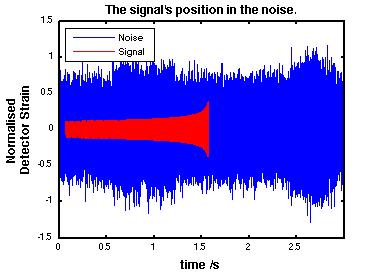 The signal's position in the noise.
Noise
Signal
Normalised
Detector Strain
1.5
1
0.5
0
-0.5
-1
-1.5
0 0.5 1 1.5 2 2.5
time /s